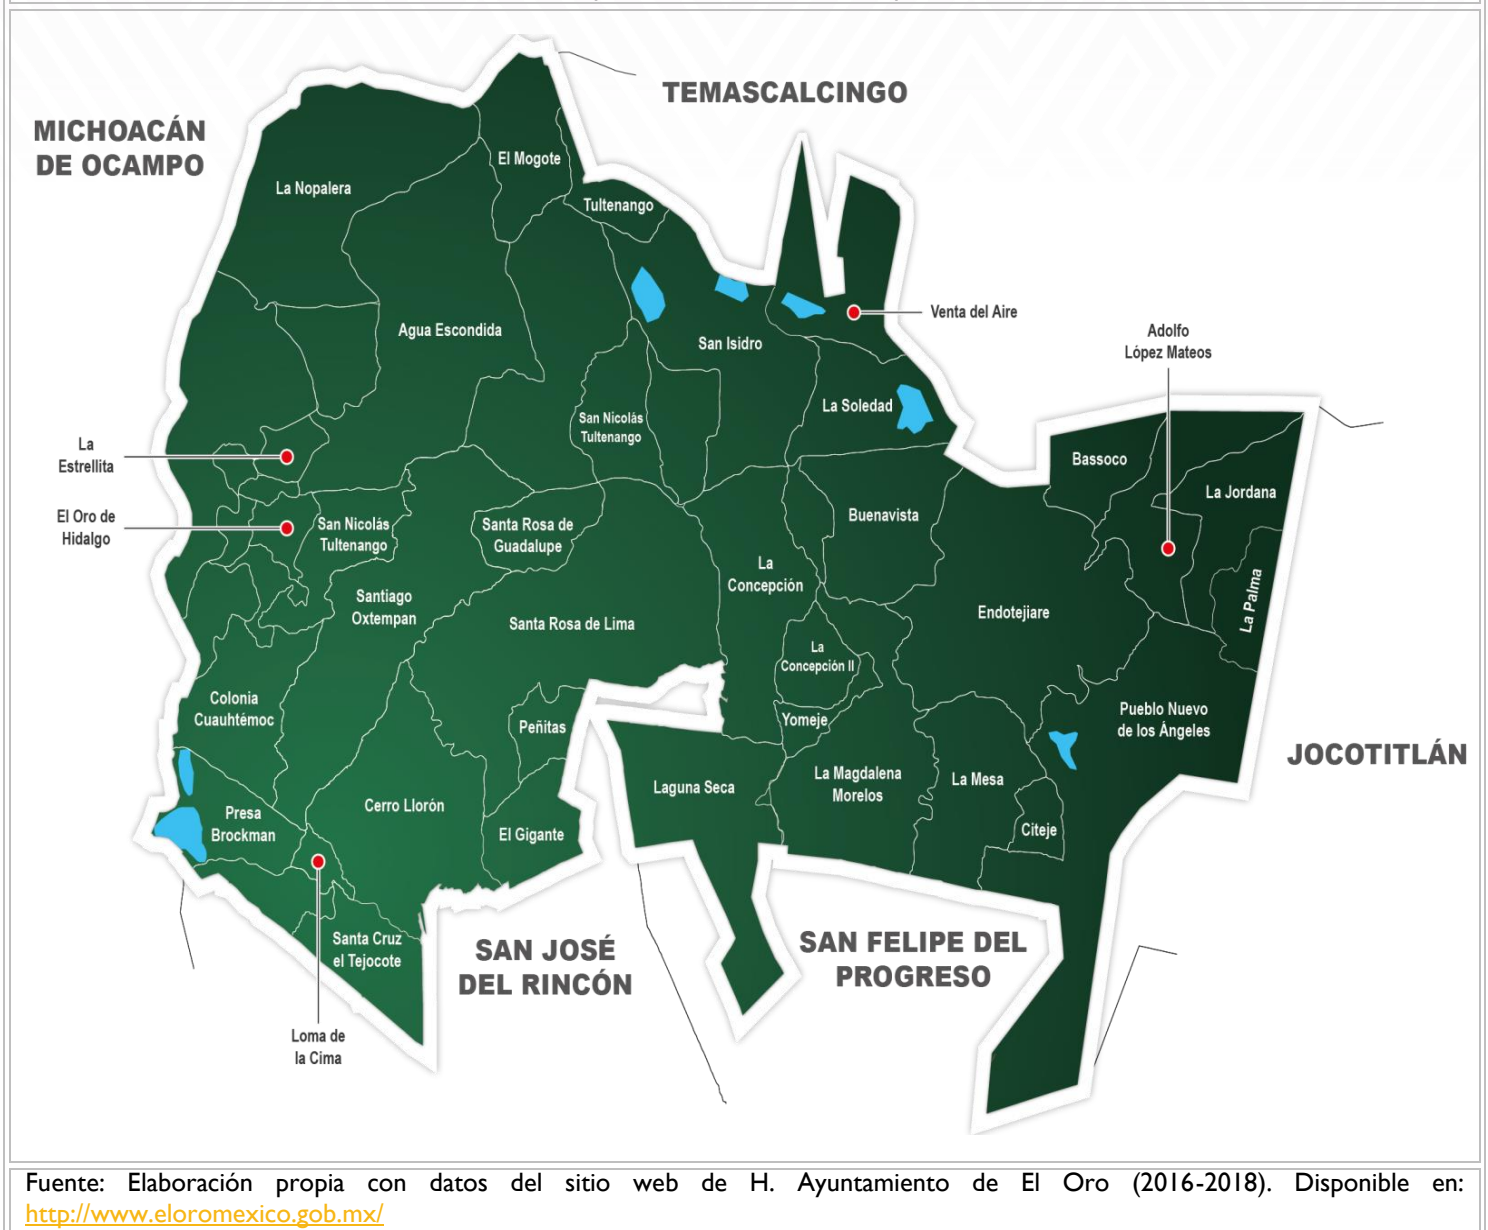 TEMASCALCINGO
MICHOACÁN
DE OCAMPO
El Mogote
La Nopalera
Tultenango
Venta del Aire
Adolfo
López Mateos
Agua Escondida
San Isidro
La Soledad
San Nicolás
Tultenango
La
Estrellita
Bassoco
La Jordana
El Oro de
Hidalgo
San Nicolás
Tultenango
Santa Rosa de
Guadalupe
Buenavista
La
Concepción
Santiago
Oxtempan
Santa Rosa de Lima
Endotejiare
La Palma
La
Concepción II
Colonia
Cuauhtémoc
Peñitas
Yomeje
Pueblo Nuevo
de los Ángeles
JOCOTITLÁN
Laguna Seca
La Magdalena
Morelos
La Mesa
Presa
Brockman
Cerro Llorón
El Gigante
Citeje
Santa Cruz
el Tejocote
SAN JOSÉ
DEL RINCÓN
SAN FELIPE DEL
PROGRESO
Loma de
la Cima
Fuente: Elaboración propia con datos del sitio web de H. Ayuntamiento de El Oro (2016-2018). Disponible en:
http://www.eloromexico.gob.mx/